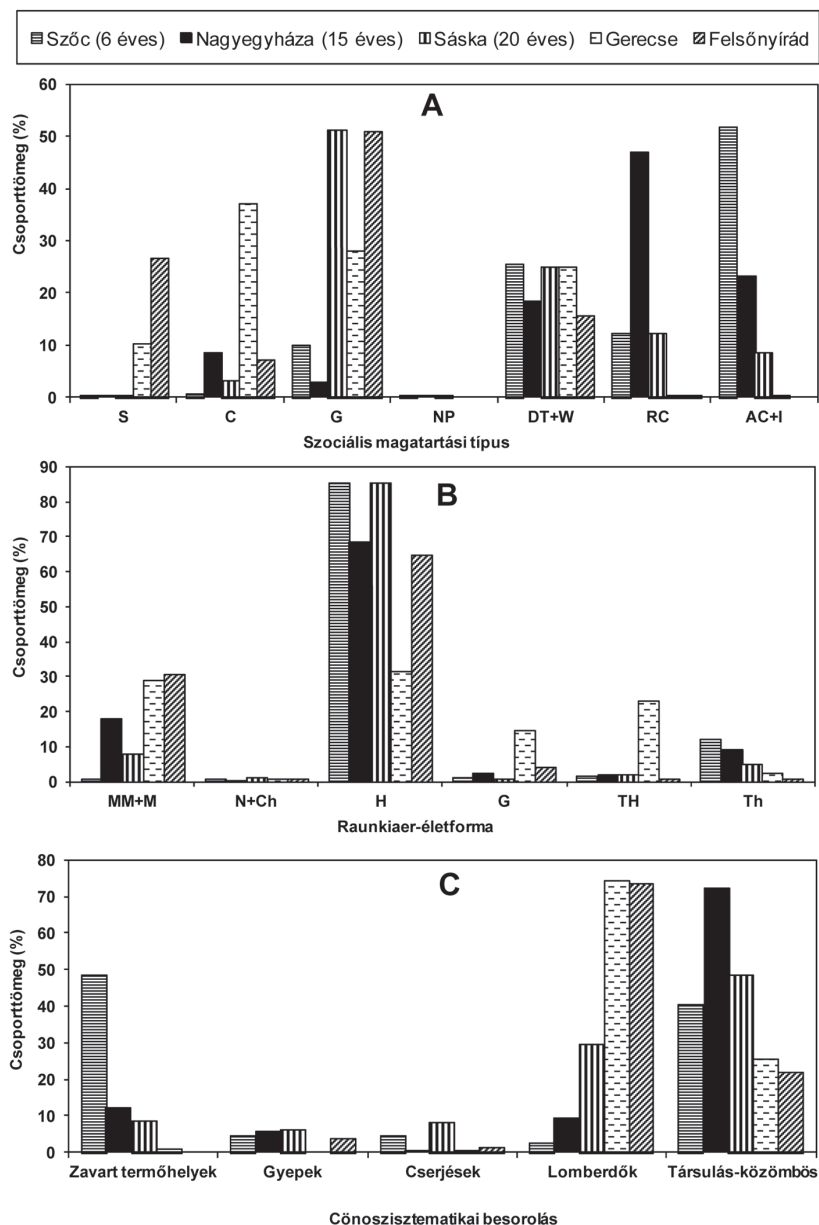 Szőc (6 éves) Nagyegyháza (15 éves) Sáska (20 éves) Gerecse Felsőnyírád
A
Csoporttömeg (%)
60
50
40
30
20
10
0
S C G NP DT+W RC AC+I
Szociális magatartási típus
B
Csoporttömeg (%)
90
80
70
60
50
40
30
20
10
0
MM+M N+Ch H G TH Th
Raunkiaer-életforma
C
Csoporttömeg (%)
80
70
60
50
40
30
20
10
0
Zavart termőhelyek Gyepek Cserjések Lomberdők Társulás-közömbös
Cönoszisztematikai besorolás